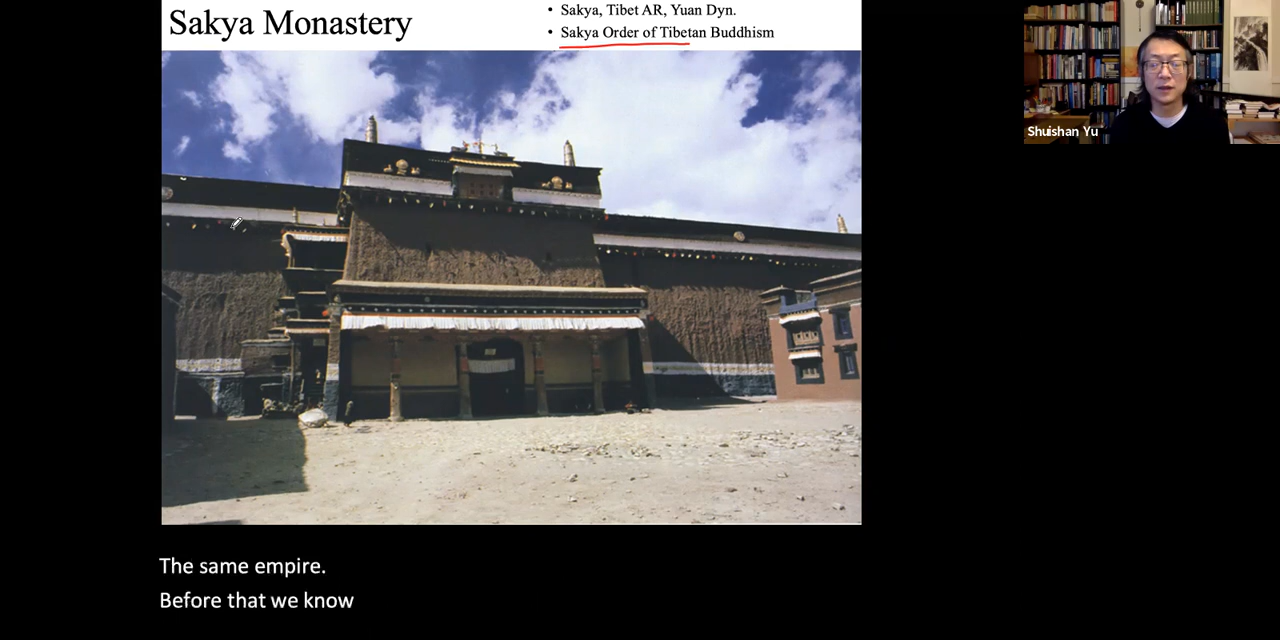 Sakya Monastery
• Sakya, Tibet AR, Yuan Dyn.
• Sakya Order of Tibetan Buddhism
Shuishan Yu
The same empire.
Before that we know